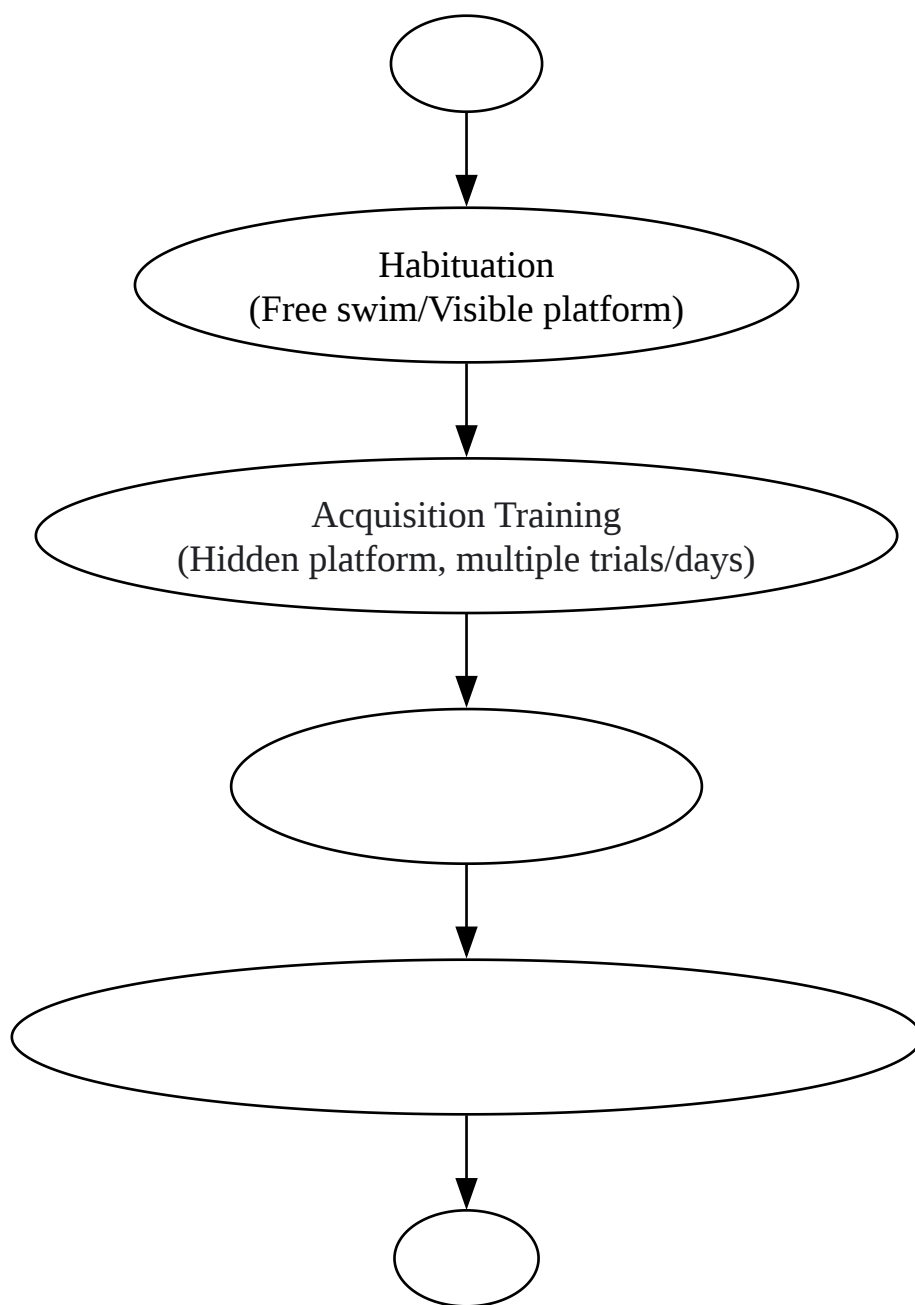 Habituation
(Free swim/Visible platform)
Acquisition Training
(Hidden platform, multiple trials/days)